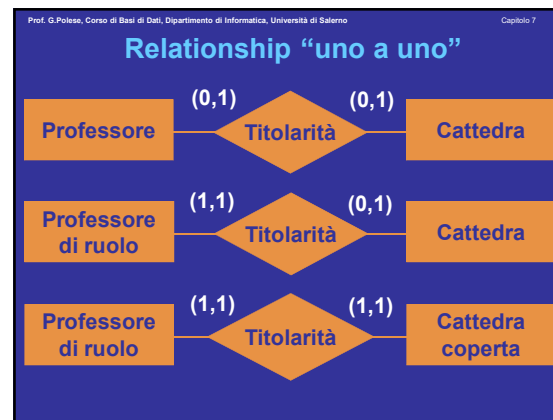 Prof. G.Polese, Corso di Basi di Dati, Dipartimento di Informatica, Università di Salerno Capitolo 7
Relationship “uno a uno”
(0,1) (0,1)
Professore Titolarità Cattedra
(1,1) (0,1)
Professore
di ruolo
Titolarità
Cattedra
(1,1) (1,1)
Professore
di ruolo
Titolarità
Cattedra
coperta